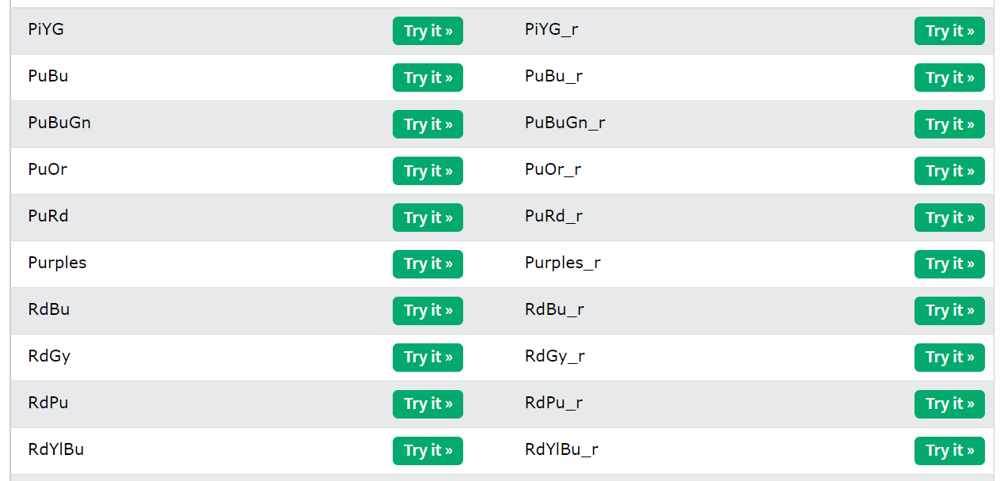 PiYG Try it » PiYG_r Try it »
PuBu Try it » PuBu_r Try it »
PuBuGn Try it » PuBuGn_r Try it »
PuOr Try it » PuOr_r Try it »
PuRd Try it » PuRd_r Try it »
Purples Try it » Purples_r Try it »
RdBu Try it » RdBu_r Try it »
RdGy Try it » RdGy_r Try it »
RdPu Try it » RdPu_r Try it »
RdYlBu Try it » RdYlBu_r Try it »